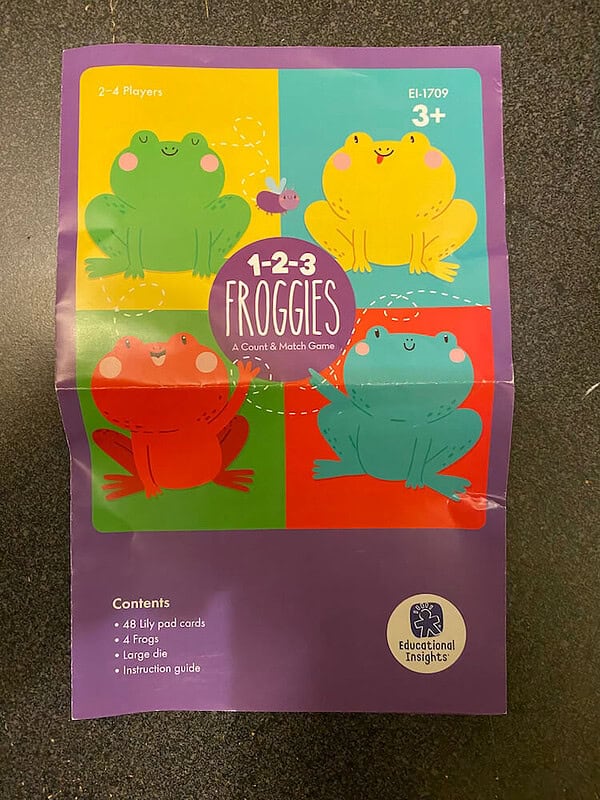 2–4 Players
EI-1709
3+
1-2-3
FROGGIES
A Count & Match Game
Contents
• 48 Lily pad cards
• 4 Frogs
• Large die
• Instruction guide
Educational
Insights®